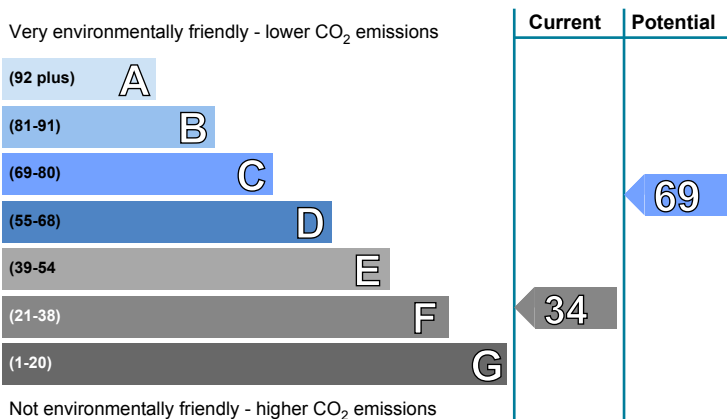 Current Potential
Very environmentally friendly - lower CO2 emissions
(92 plus) A
(81-91) B
(69-80) C
69
(55-68) D
(39-54 E
(21-38) F
34
(1-20) G
Not environmentally friendly - higher CO2 emissions